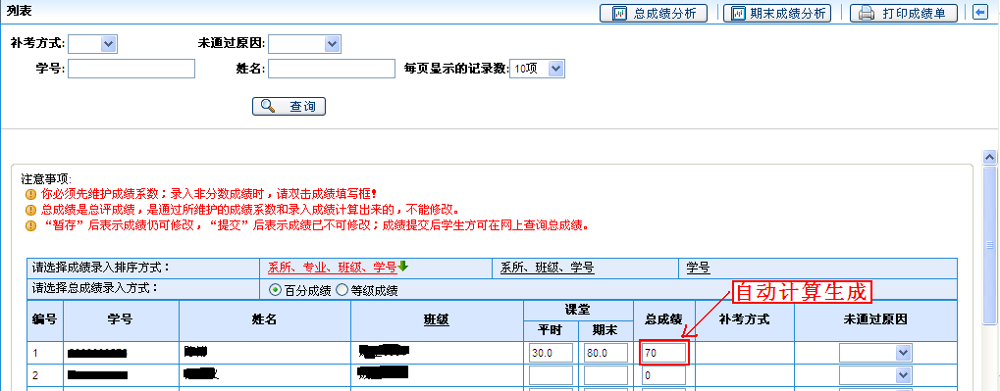 列表 总成绩分析 期末成绩分析 打印成绩单
补考方式: 未通过原因:
学号: 姓名: 每页显示的记录数: 10项
查询
注意事项:
你必须先维护成绩系数；录入非分数成绩时，请双击成绩填写框!
总成绩是总评成绩，是通过所维护的成绩系数和录入成绩计算出来的，不能修改。
“暂存”后表示成绩仍可修改，“提交”后表示成绩已不可修改；成绩提交后学生方可在网上查询总成绩。
请选择成绩录入排序方式： 系所、专业、班级、学号 系所、班级、学号 学号
请选择总成绩录入方式： 百分成绩 等级成绩
自动计算生成
编号 学号 姓名 班级 课堂 总成绩 补考方式 未通过原因
平时 期末
1 30.0 80.0 70
2 0